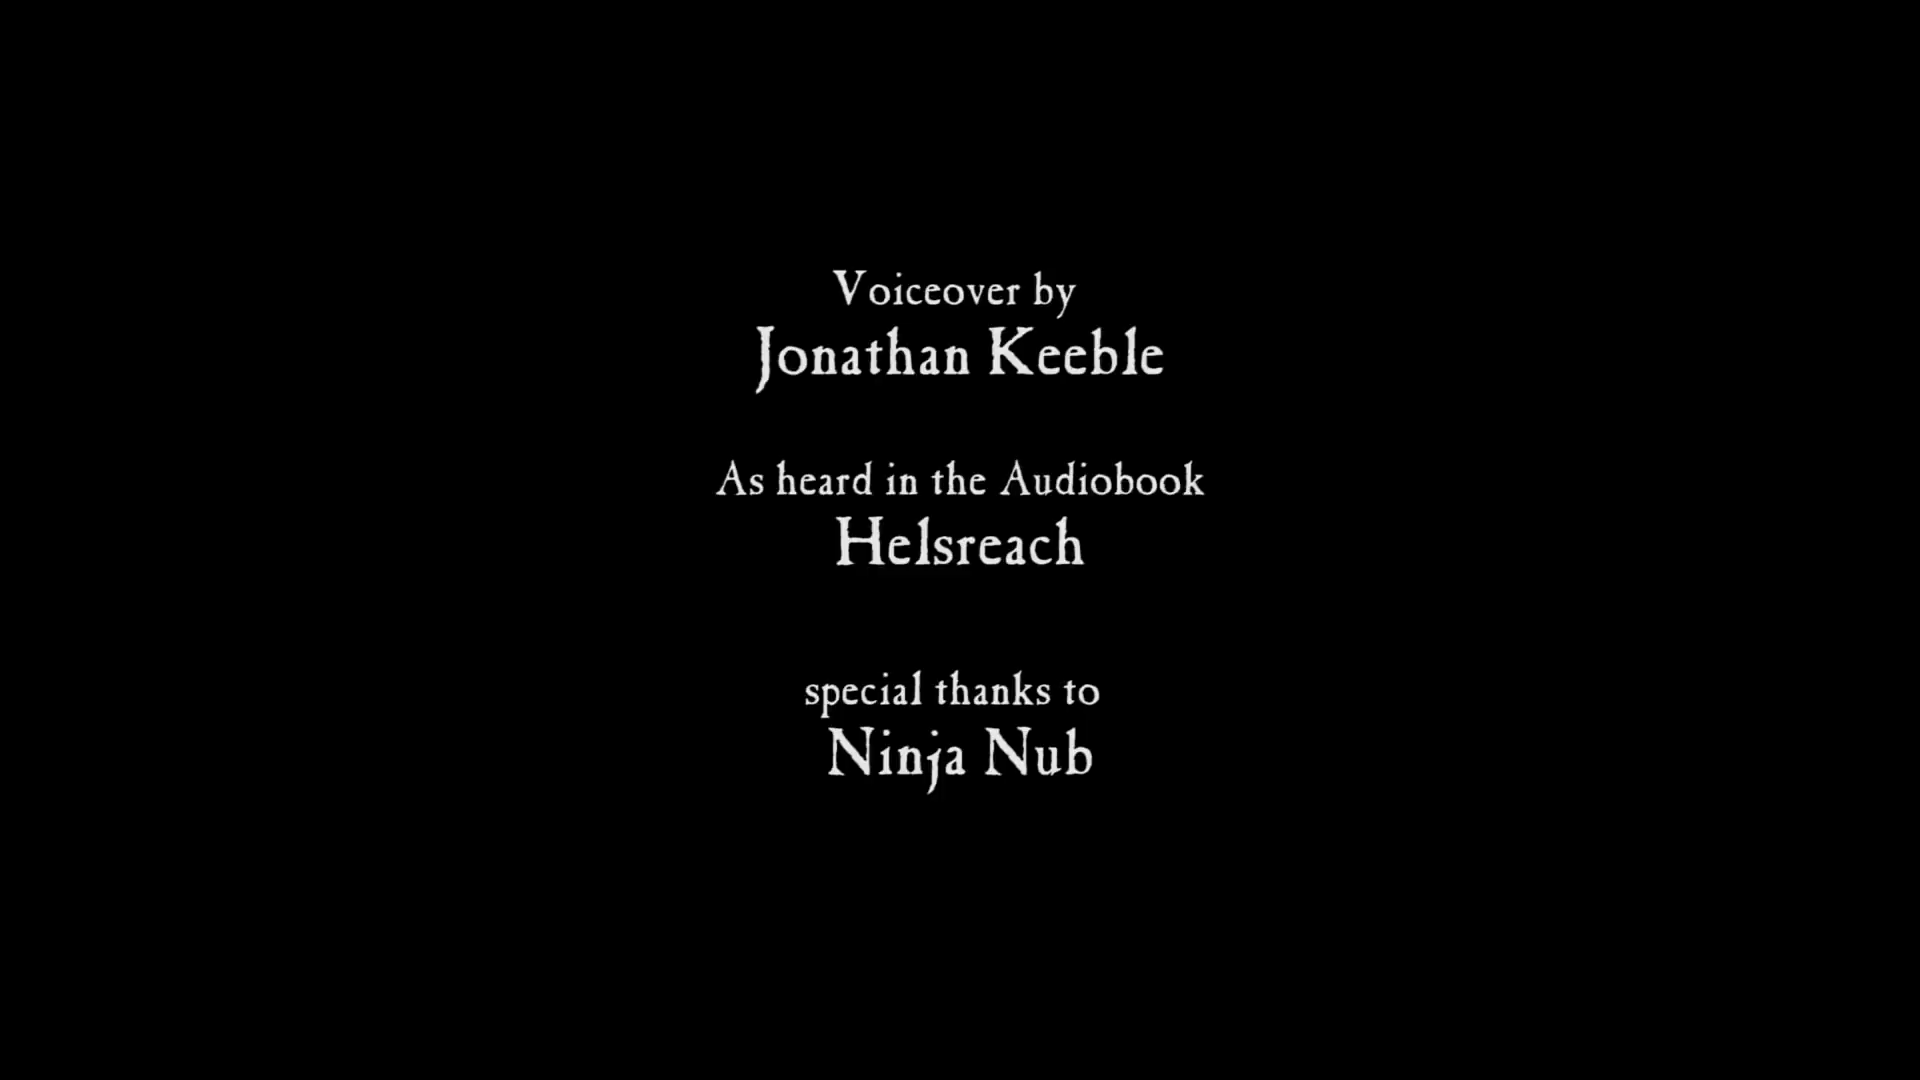 Voiceover by
Jonathan Keeble
As heard in the Audiobook
Helsreach
special thanks to
Ninja Nub